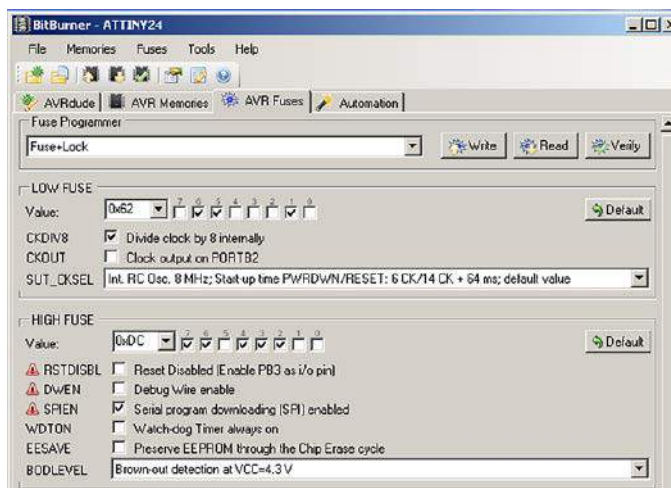 BitBurner - ATTINY24
File Memories Fuses Tools Help
AVRdude AVR Memories AVR Fuses Automation
Fuse Programmer
Fuse+Lock Write Read Verify
LOW FUSE
7 6 5 4 3 2 1 0
Value: 0x62 Default
CKDIV8 Divide clock by 8 internally
CKOUT Clock output on PORTB2
SUT_CKSEL Int. RC Osc. 8 MHz; Start-up time PWRDWN/RESET: 6 CK/14 CK + 64 ms; default value
HIGH FUSE
7 6 5 4 3 2 1 0
Value: 0xDC Default
RSTDISBL Reset Disabled (Enable PB3 as i/o pin)
DWEN Debug Wire enable
SPIEN Serial program downloading (SPI) enabled
WDTON Watch-dog Timer always on
EESAVE Preserve EEPROM through the Chip Erase cycle
BODLEVEL Brown-out detection at VCC=4.3 V